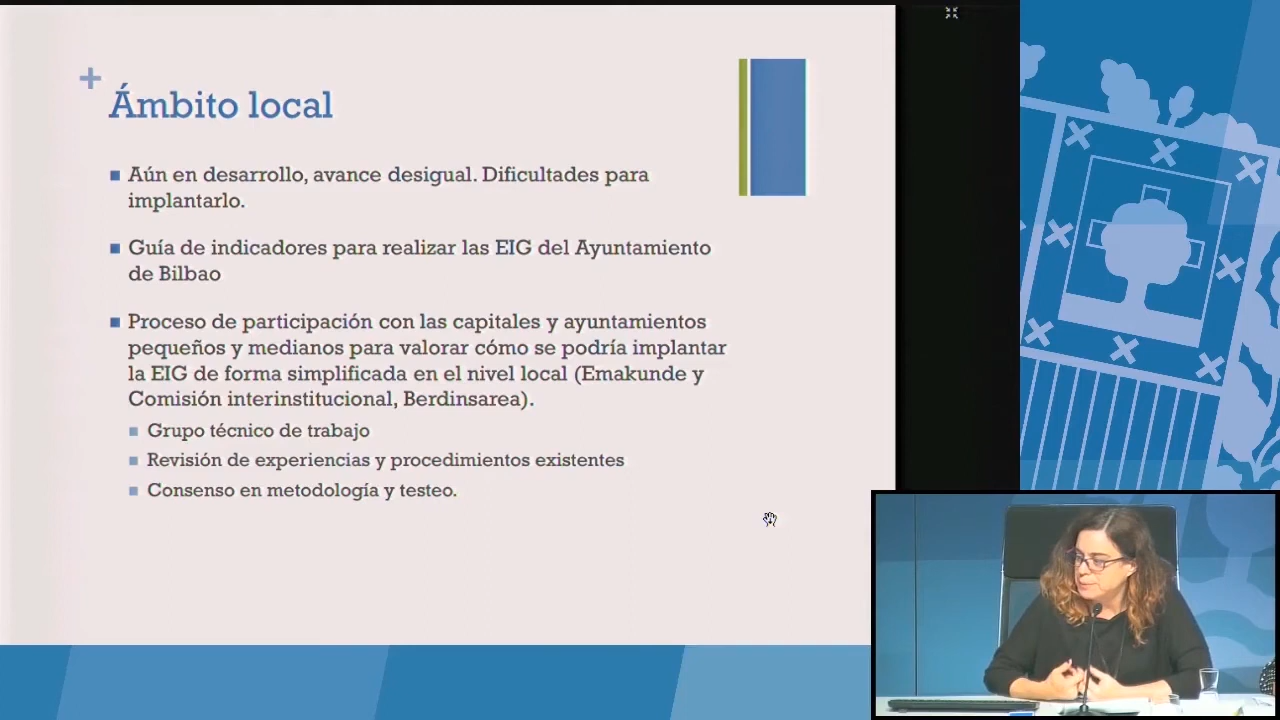 +
Ámbito local
Aún en desarrollo, avance desigual. Dificultades para
implantarlo.
Guía de indicadores para realizar las EIG del Ayuntamiento
de Bilbao
Proceso de participación con las capitales y ayuntamientos
pequeños y medianos para valorar cómo se podría implantar
la EIG de forma simplificada en el nivel local (Emakunde y
Comisión interinstitucional, Berdinsarea).
Grupo técnico de trabajo
Revisión de experiencias y procedimientos existentes
Consenso en metodología y testeo.